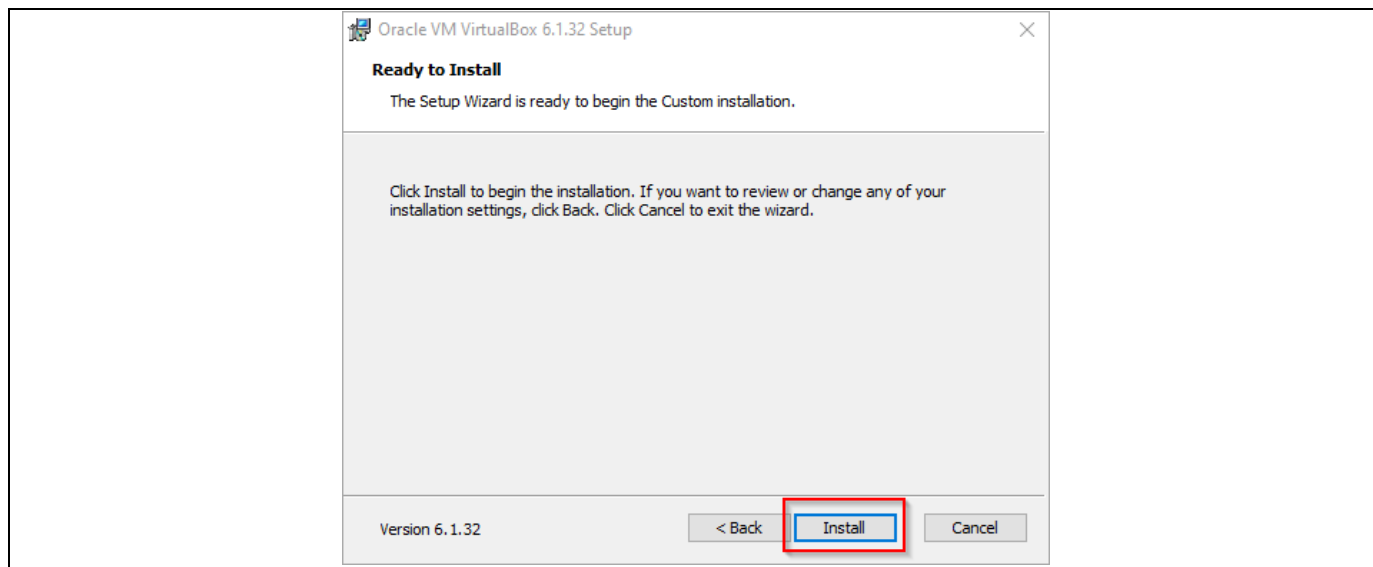 Oracle VM VirtualBox 6.1.32 Setup
Ready to Install
The Setup Wizard is ready to begin the Custom installation.
Click Install to begin the installation. If you want to review or change any of your
installation settings, click Back. Click Cancel to exit the wizard.
Version 6.1.32
< Back
Install
Cancel